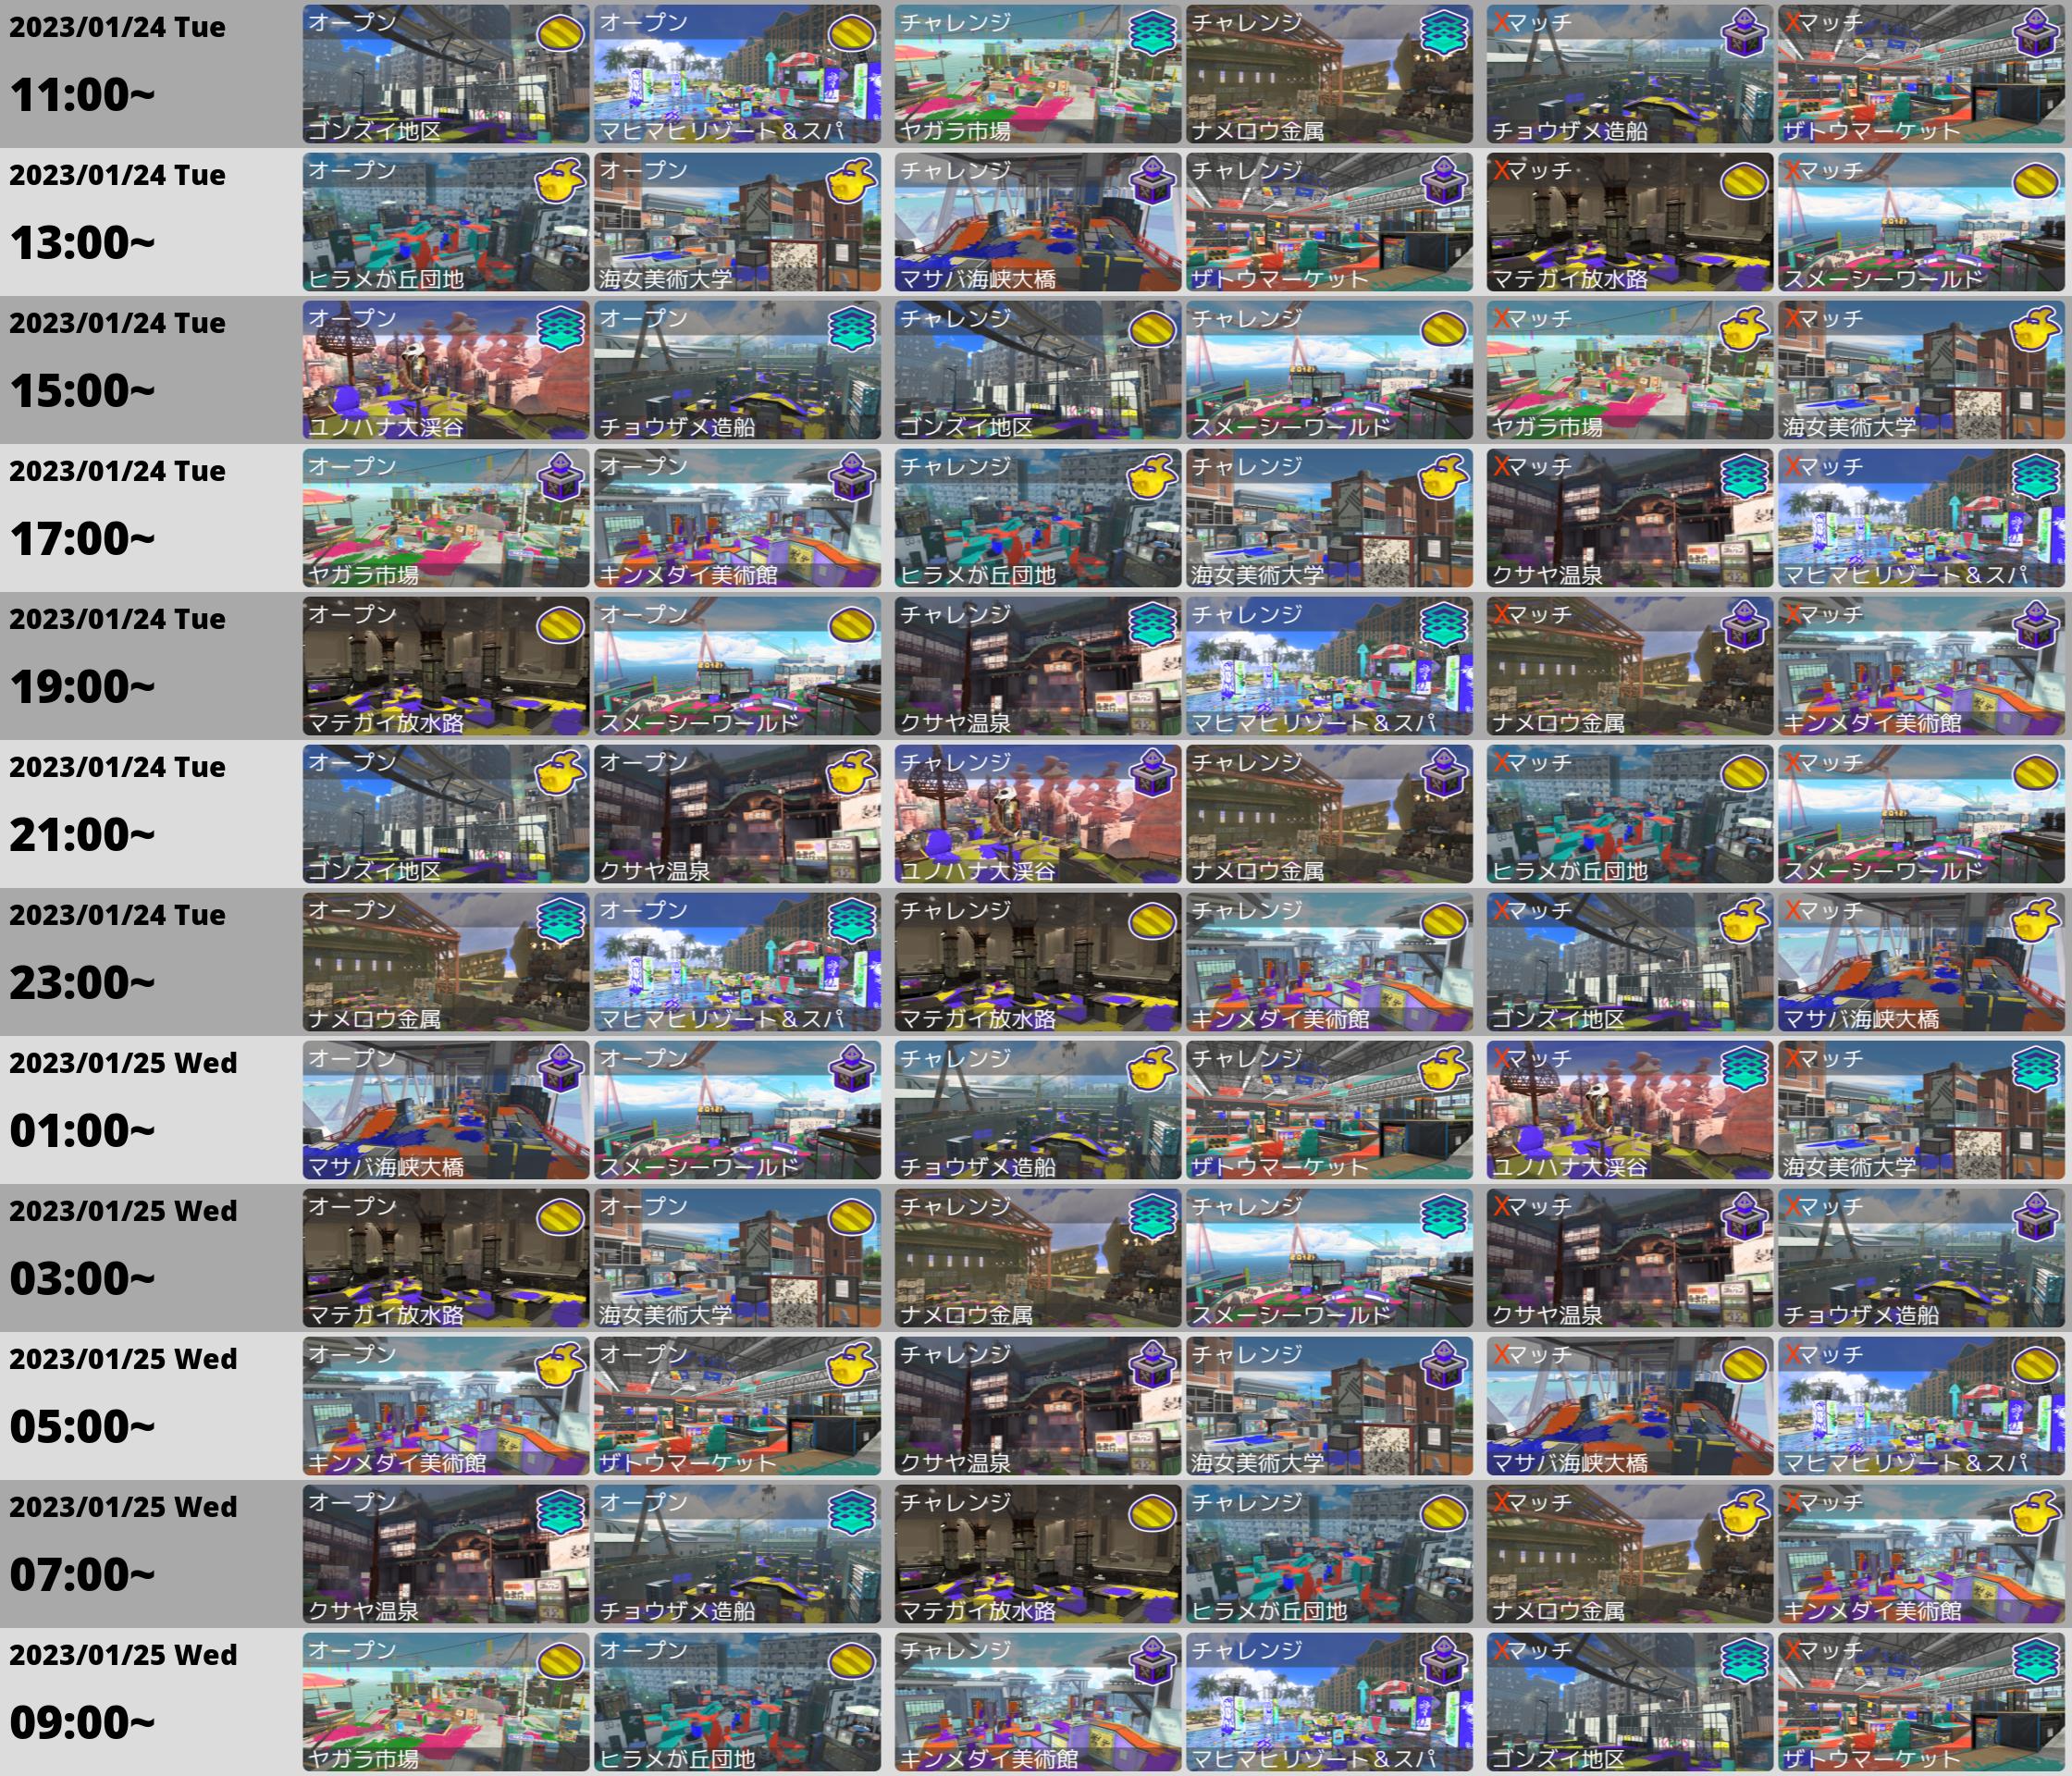 2023/01/24 Tue
11:00~
オープン オープン チャレンジ チャレンジ Xマッチ Xマッチ
ゴンズイ地区 マヒマヒリゾート＆スパ ヤガラ市場 ナメロウ金属 チョウザメ造船 ザトウマーケット
2023/01/24 Tue
13:00~
オープン オープン チャレンジ チャレンジ Xマッチ Xマッチ
ヒラメが丘団地 海女美術大学 マサバ海峡大橋 ザトウマーケット マテガイ放水路 スメーシーワールド
2023/01/24 Tue
15:00~
オープン オープン チャレンジ チャレンジ Xマッチ Xマッチ
ユノハナ大渓谷 チョウザメ造船 ゴンズイ地区 スメーシーワールド ヤガラ市場 海女美術大学
2023/01/24 Tue
17:00~
オープン オープン チャレンジ チャレンジ Xマッチ Xマッチ
ヤガラ市場 キンメダイ美術館 ヒラメが丘団地 海女美術大学 クサヤ温泉 マヒマヒリゾート＆スパ
2023/01/24 Tue
19:00~
オープン オープン チャレンジ チャレンジ Xマッチ Xマッチ
マテガイ放水路 スメーシーワールド クサヤ温泉 マヒマヒリゾート＆スパ ナメロウ金属 キンメダイ美術館
2023/01/24 Tue
21:00~
オープン オープン チャレンジ チャレンジ Xマッチ Xマッチ
ゴンズイ地区 クサヤ温泉 ユノハナ大渓谷 ナメロウ金属 ヒラメが丘団地 スメーシーワールド
2023/01/24 Tue
23:00~
オープン オープン チャレンジ チャレンジ Xマッチ Xマッチ
ナメロウ金属 マヒマヒリゾート＆スパ マテガイ放水路 キンメダイ美術館 ゴンズイ地区 マサバ海峡大橋
2023/01/25 Wed
01:00~
オープン オープン チャレンジ チャレンジ Xマッチ Xマッチ
マサバ海峡大橋 スメーシーワールド チョウザメ造船 ザトウマーケット ユノハナ大渓谷 海女美術大学
2023/01/25 Wed
03:00~
オープン オープン チャレンジ チャレンジ Xマッチ Xマッチ
マテガイ放水路 海女美術大学 ナメロウ金属 スメーシーワールド クサヤ温泉 チョウザメ造船
2023/01/25 Wed
05:00~
オープン オープン チャレンジ チャレンジ Xマッチ Xマッチ
キンメダイ美術館 ザトウマーケット クサヤ温泉 海女美術大学 マサバ海峡大橋 マヒマヒリゾート＆スパ
2023/01/25 Wed
07:00~
オープン オープン チャレンジ チャレンジ Xマッチ Xマッチ
クサヤ温泉 チョウザメ造船 マテガイ放水路 ヒラメが丘団地 ナメロウ金属 キンメダイ美術館
2023/01/25 Wed
09:00~
オープン オープン チャレンジ チャレンジ Xマッチ Xマッチ
ヤガラ市場 ヒラメが丘団地 キンメダイ美術館 マヒマヒリゾート＆スパ ゴンズイ地区 ザトウマーケット